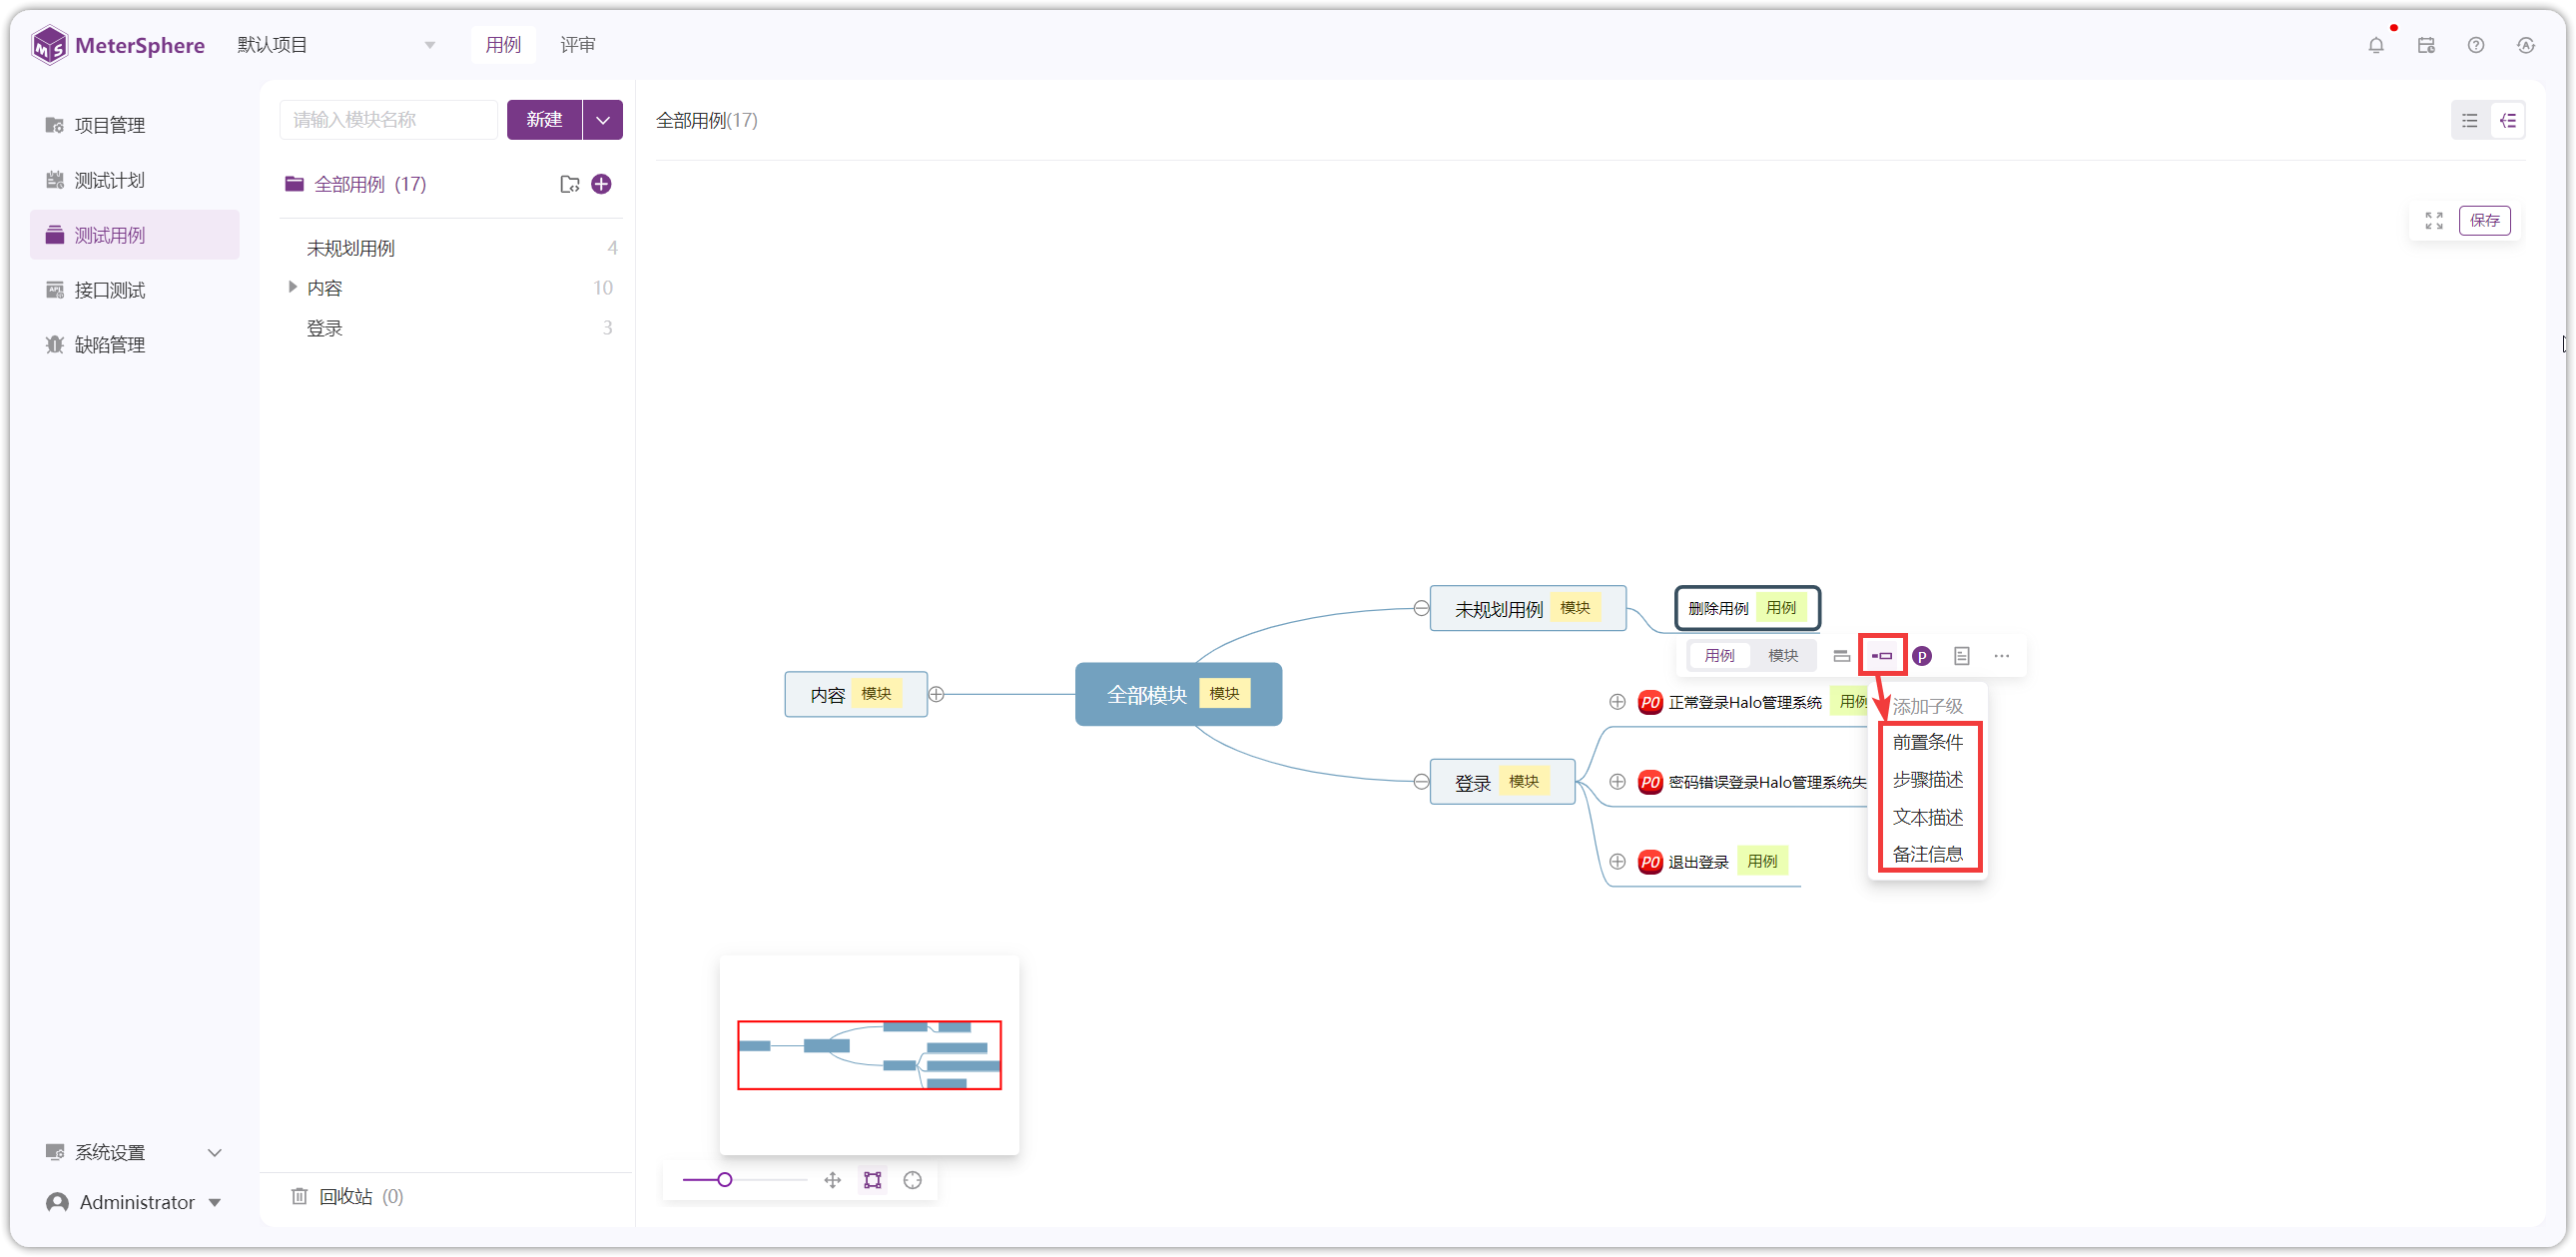 MeterSphere
默认项目
用例
评审
项目管理
测试计划
测试用例
接口测试
缺陷管理
系统设置
Administrator
请输入模块名称
新建
全部用例 (17)
未规划用例 4
内容 10
登录 3
回收站 (0)
全部用例(17)
保存
未规划用例 模块
删除用例 用例
用例 模块 P
添加子级
前置条件
步骤描述
文本描述
备注信息
内容 模块
全部模块 模块
P0 正常登录Halo管理系统 用例
登录 模块
P0 密码错误登录Halo管理系统失
P0 退出登录 用例